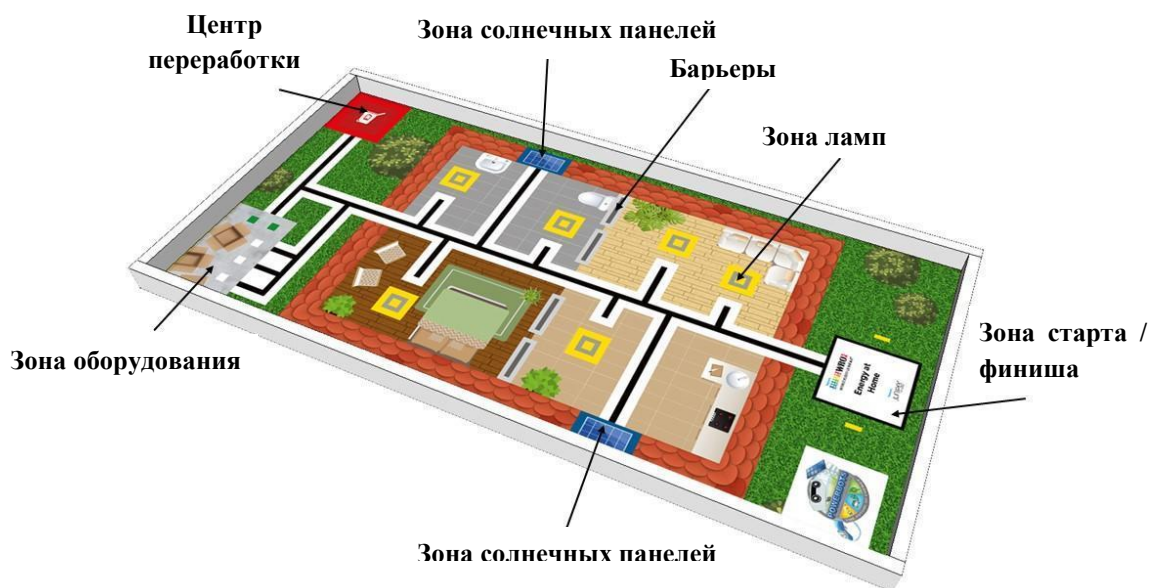 Центр
переработки
Зона солнечных панелей
Барьеры
Зона ламп
Зона старта /
финиша
Зона оборудования
Energy at
Home
Зона солнечных панелей